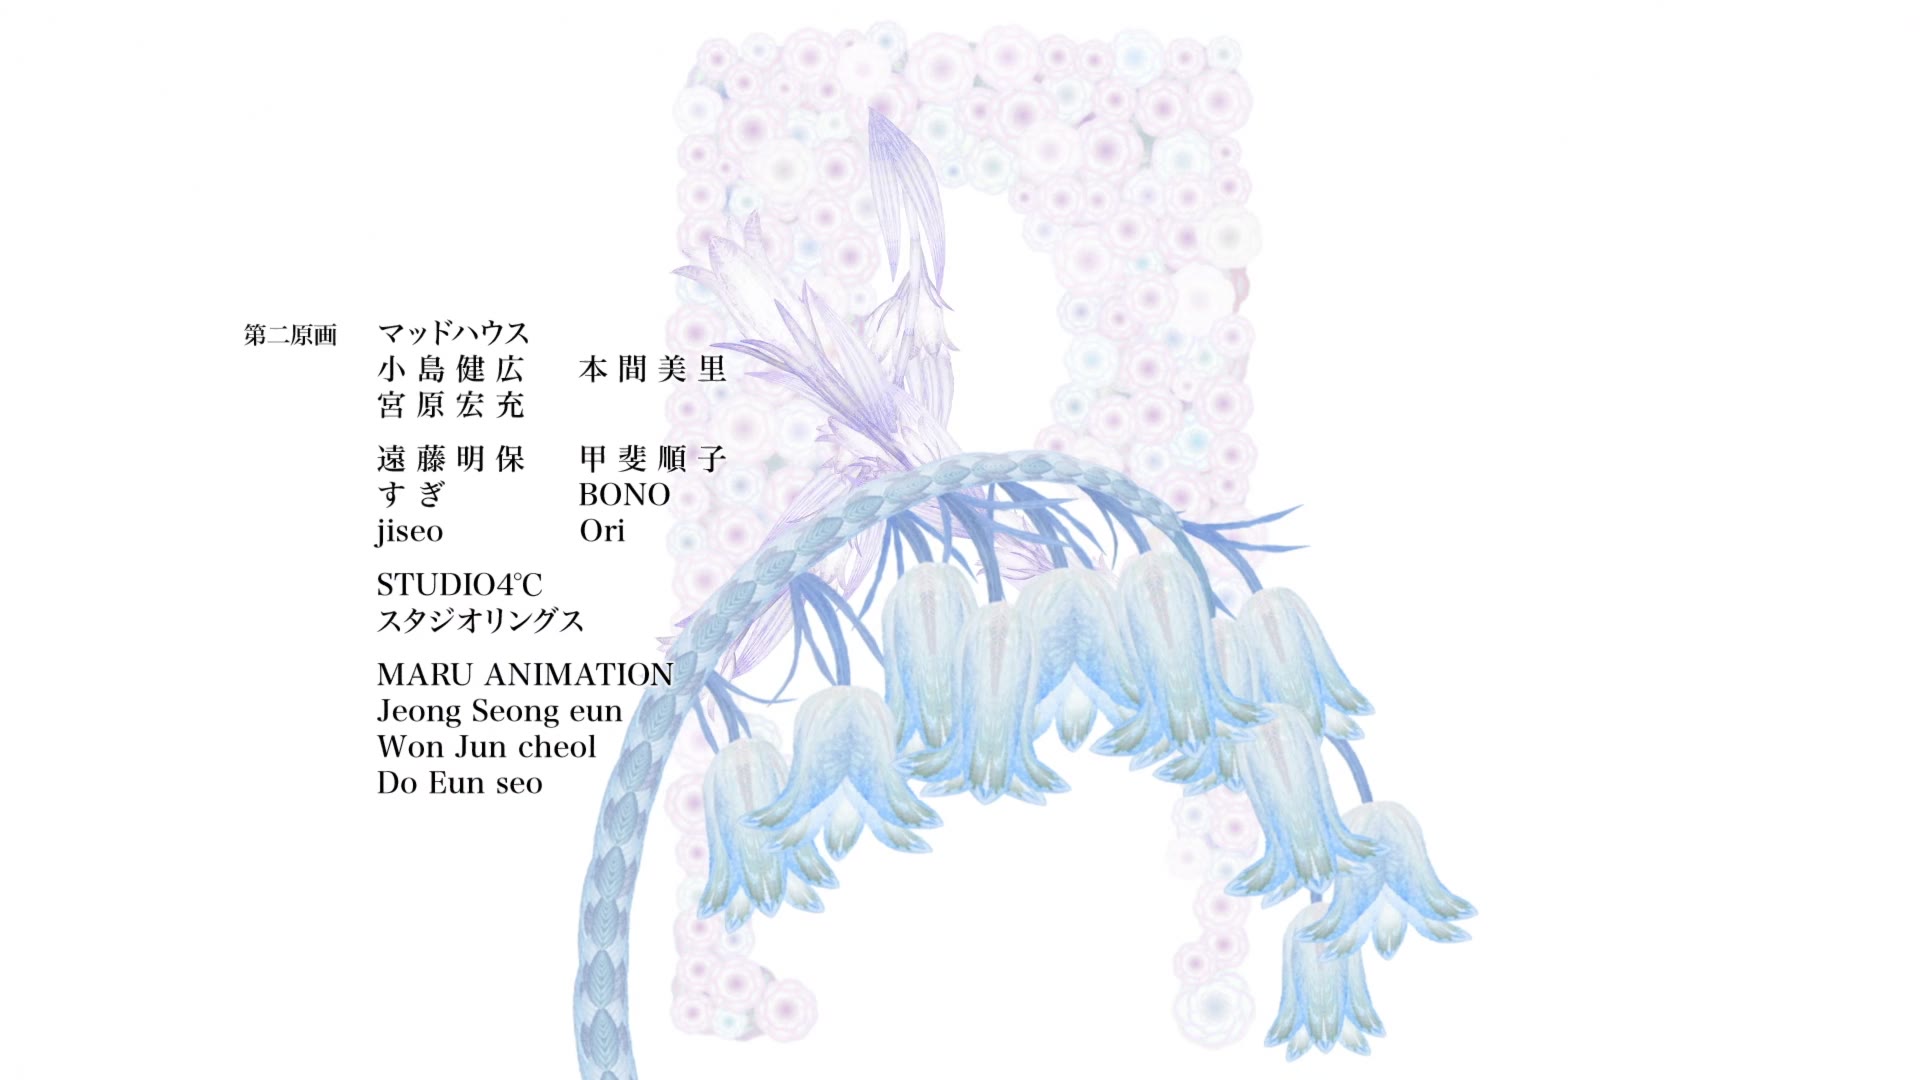 第二原画 マッドハウス
小島健広 本間美里
宮原宏充
遠藤明保 甲斐順子
すぎ BONO
jiseo Ori
STUDIO4℃
スタジオリングス
MARU ANIMATION
Jeong Seong eun
Won Jun cheol
Do Eun seo